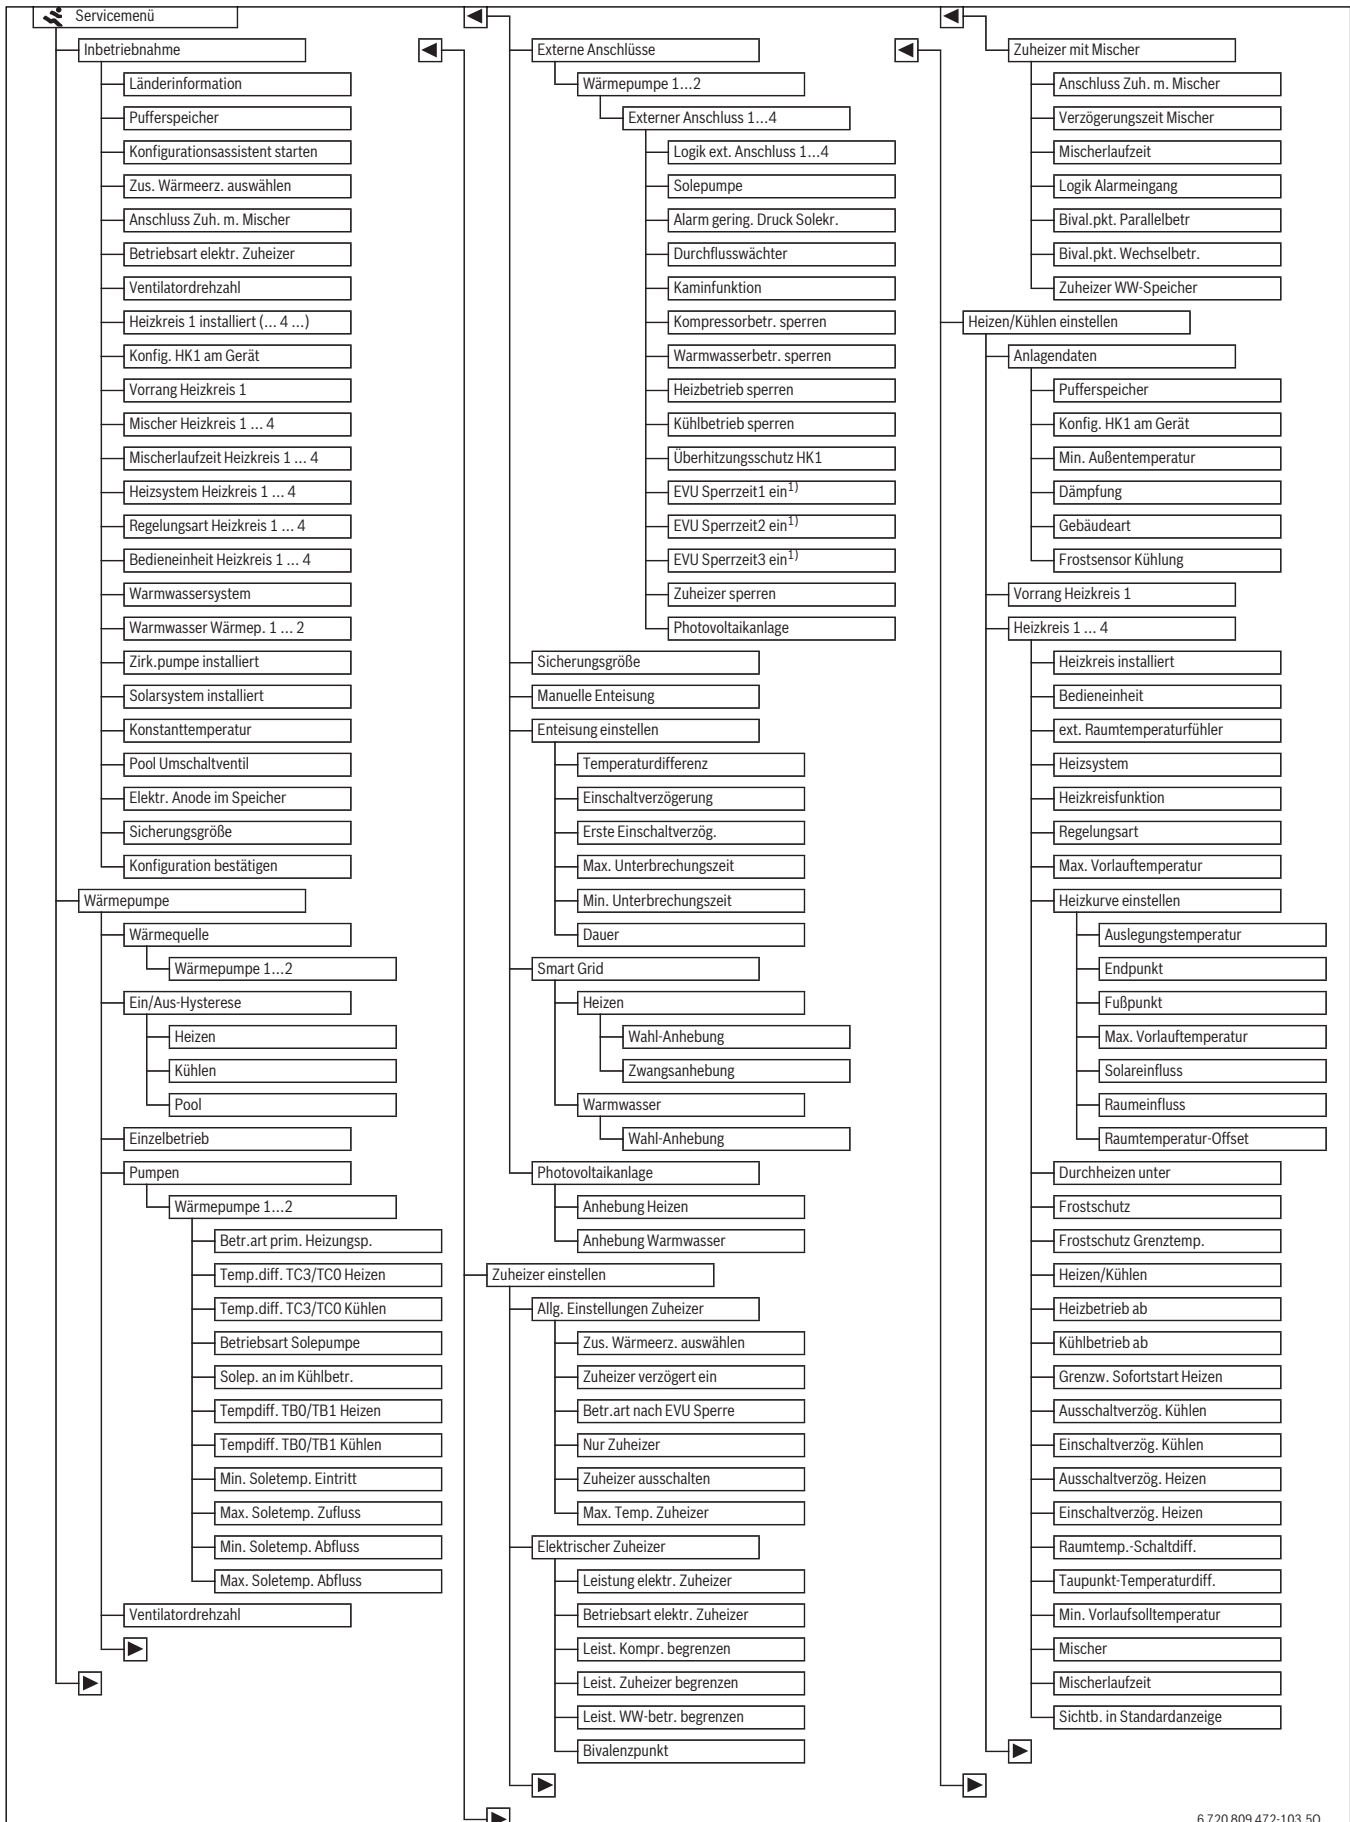 Servicemenü
Inbetriebnahme
Länderinformation
Pufferspeicher
Konfigurationsassistent starten
Zus. Wärmeerz. auswählen
Anschluss Zuh. m. Mischer
Betriebsart elektr. Zuheizer
Ventilatordrehzahl
Heizkreis 1 installiert (... 4 ...)
Konfig. HK1 am Gerät
Vorrang Heizkreis 1
Mischer Heizkreis 1 ... 4
Mischerlaufzeit Heizkreis 1 ... 4
Heizsystem Heizkreis 1 ... 4
Regelungsart Heizkreis 1 ... 4
Bedieneinheit Heizkreis 1 ... 4
Warmwassersystem
Warmwasser Wärmep. 1 ... 2
Zirk.pumpe installiert
Solarsystem installiert
Konstanttemperatur
Pool Umschaltventil
Elektr. Anode im Speicher
Sicherungsgröße
Konfiguration bestätigen
Wärmepumpe
Wärmequelle
Wärmepumpe 1...2
Ein/Aus-Hysterese
Heizen
Kühlen
Pool
Einzelbetrieb
Pumpen
Wärmepumpe 1...2
Betr.art prim. Heizungsp.
Temp.diff. TC3/TC0 Heizen
Temp.diff. TC3/TC0 Kühlen
Betriebsart Solepumpe
Solep. an im Kühlbetr.
Tempdiff. TB0/TB1 Heizen
Tempdiff. TB0/TB1 Kühlen
Min. Soletemp. Eintritt
Max. Soletemp. Zufluss
Min. Soletemp. Abfluss
Max. Soletemp. Abfluss
Ventilatordrehzahl
Externe Anschlüsse
Wärmepumpe 1...2
Externer Anschluss 1...4
Logik ext. Anschluss 1...4
Solepumpe
Alarm gering. Druck Solekr.
Durchflusswächter
Kaminfunktion
Kompressorbetr. sperren
Warmwasserbetr. sperren
Heizbetrieb sperren
Kühlbetrieb sperren
Überhitzungsschutz HK1
EVU Sperrzeit1 ein1)
EVU Sperrzeit2 ein1)
EVU Sperrzeit3 ein1)
Zuheizer sperren
Photovoltaikanlage
Sicherungsgröße
Manuelle Enteisung
Enteisung einstellen
Temperaturdifferenz
Einschaltverzögerung
Erste Einschaltverzög.
Max. Unterbrechungszeit
Min. Unterbrechungszeit
Dauer
Smart Grid
Heizen
Wahl-Anhebung
Zwangsanhebung
Warmwasser
Wahl-Anhebung
Photovoltaikanlage
Anhebung Heizen
Anhebung Warmwasser
Zuheizer einstellen
Allg. Einstellungen Zuheizer
Zus. Wärmeerz. auswählen
Zuheizer verzögert ein
Betr.art nach EVU Sperre
Nur Zuheizer
Zuheizer ausschalten
Max. Temp. Zuheizer
Elektrischer Zuheizer
Leistung elektr. Zuheizer
Betriebsart elektr. Zuheizer
Leist. Kompr. begrenzen
Leist. Zuheizer begrenzen
Leist. WW-betr. begrenzen
Bivalenzpunkt
Zuheizer mit Mischer
Anschluss Zuh. m. Mischer
Verzögerungszeit Mischer
Mischerlaufzeit
Logik Alarmeingang
Bival.pkt. Parallelbetr
Bival.pkt. Wechselbetr.
Zuheizer WW-Speicher
Heizen/Kühlen einstellen
Anlagendaten
Pufferspeicher
Konfig. HK1 am Gerät
Min. Außentemperatur
Dämpfung
Gebäudeart
Frostsensor Kühlung
Vorrang Heizkreis 1
Heizkreis 1 ... 4
Heizkreis installiert
Bedieneinheit
ext. Raumtemperaturfühler
Heizsystem
Heizkreisfunktion
Regelungsart
Max. Vorlauftemperatur
Heizkurve einstellen
Auslegungstemperatur
Endpunkt
Fußpunkt
Max. Vorlauftemperatur
Solareinfluss
Raumeinfluss
Raumtemperatur-Offset
Durchheizen unter
Frostschutz
Frostschutz Grenztemp.
Heizen/Kühlen
Heizbetrieb ab
Kühlbetrieb ab
Grenzw. Sofortstart Heizen
Ausschaltverzög. Kühlen
Einschaltverzög. Kühlen
Ausschaltverzög. Heizen
Einschaltverzög. Heizen
Raumtemp.-Schaltdiff.
Taupunkt-Temperaturdiff.
Min. Vorlaufsolltemperatur
Mischer
Mischerlaufzeit
Sichtb. in Standardanzeige
6 720 809 472-103.5O